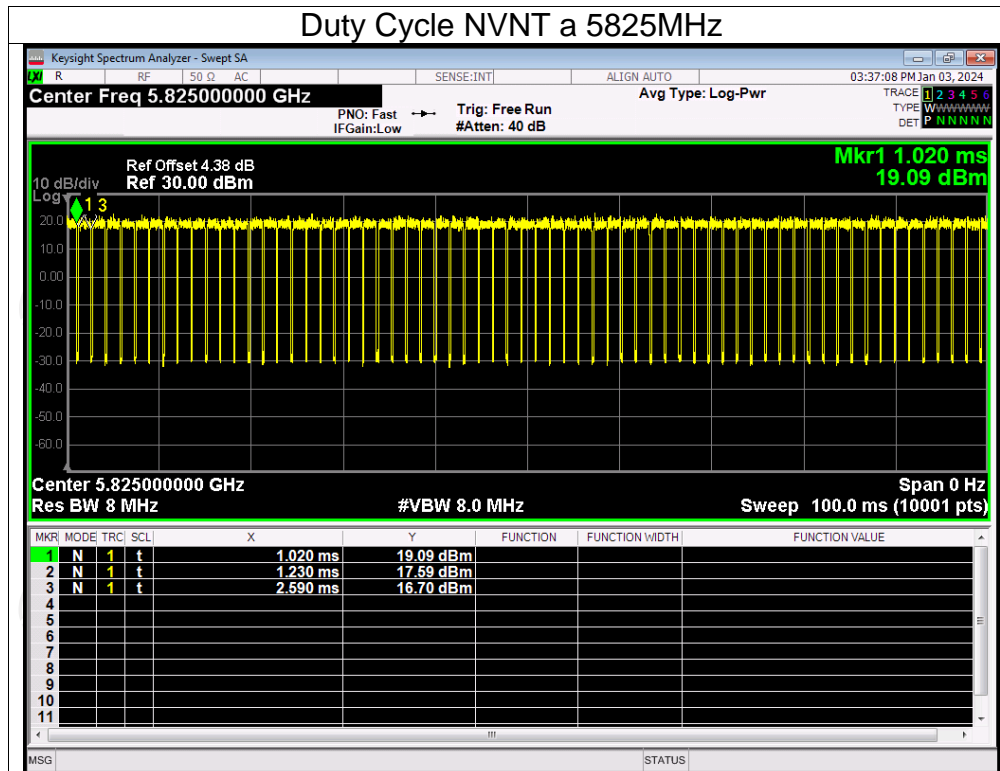 Duty Cycle NVNT a 5825MHz
Keysight Spectrum Analyzer - Swept SA
LXI R RF 50 Ω AC SENSE:INT ALIGN AUTO 03:37:08 PM Jan 03, 2024
Center Freq 5.825000000 GHz Avg Type: Log-Pwr TRACE 1 2 3 4 5 6
PNO: Fast Trig: Free Run TYPE WWWWWW
IFGain:Low #Atten: 40 dB DET P N N N N N
Mkr1 1.020 ms
Ref Offset 4.38 dB 19.09 dBm
10 dB/div Ref 30.00 dBm
Log
1 3
20.0
10.0
0.00
-10.0
-20.0
-30.0
-40.0
-50.0
-60.0
Center 5.825000000 GHz Span 0 Hz
Res BW 8 MHz #VBW 8.0 MHz Sweep 100.0 ms (10001 pts)
MKR MODE TRC SCL X Y FUNCTION FUNCTION WIDTH FUNCTION VALUE
1 N 1 t 1.020 ms 19.09 dBm
2 N 1 t 1.230 ms 17.59 dBm
3 N 1 t 2.590 ms 16.70 dBm
4
5
6
7
8
9
10
11
MSG STATUS